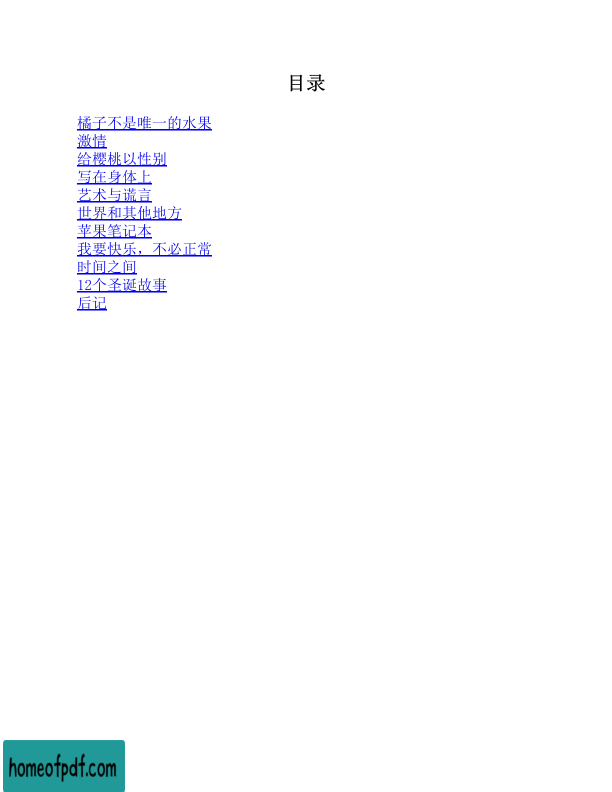 目录
橘子不是唯一的水果
激情
给樱桃以性别
写在身体上
艺术与谎言
世界和其他地方
苹果笔记本
我要快乐，不必正常
时间之间
12个圣诞故事
后记
homeofpdf.com